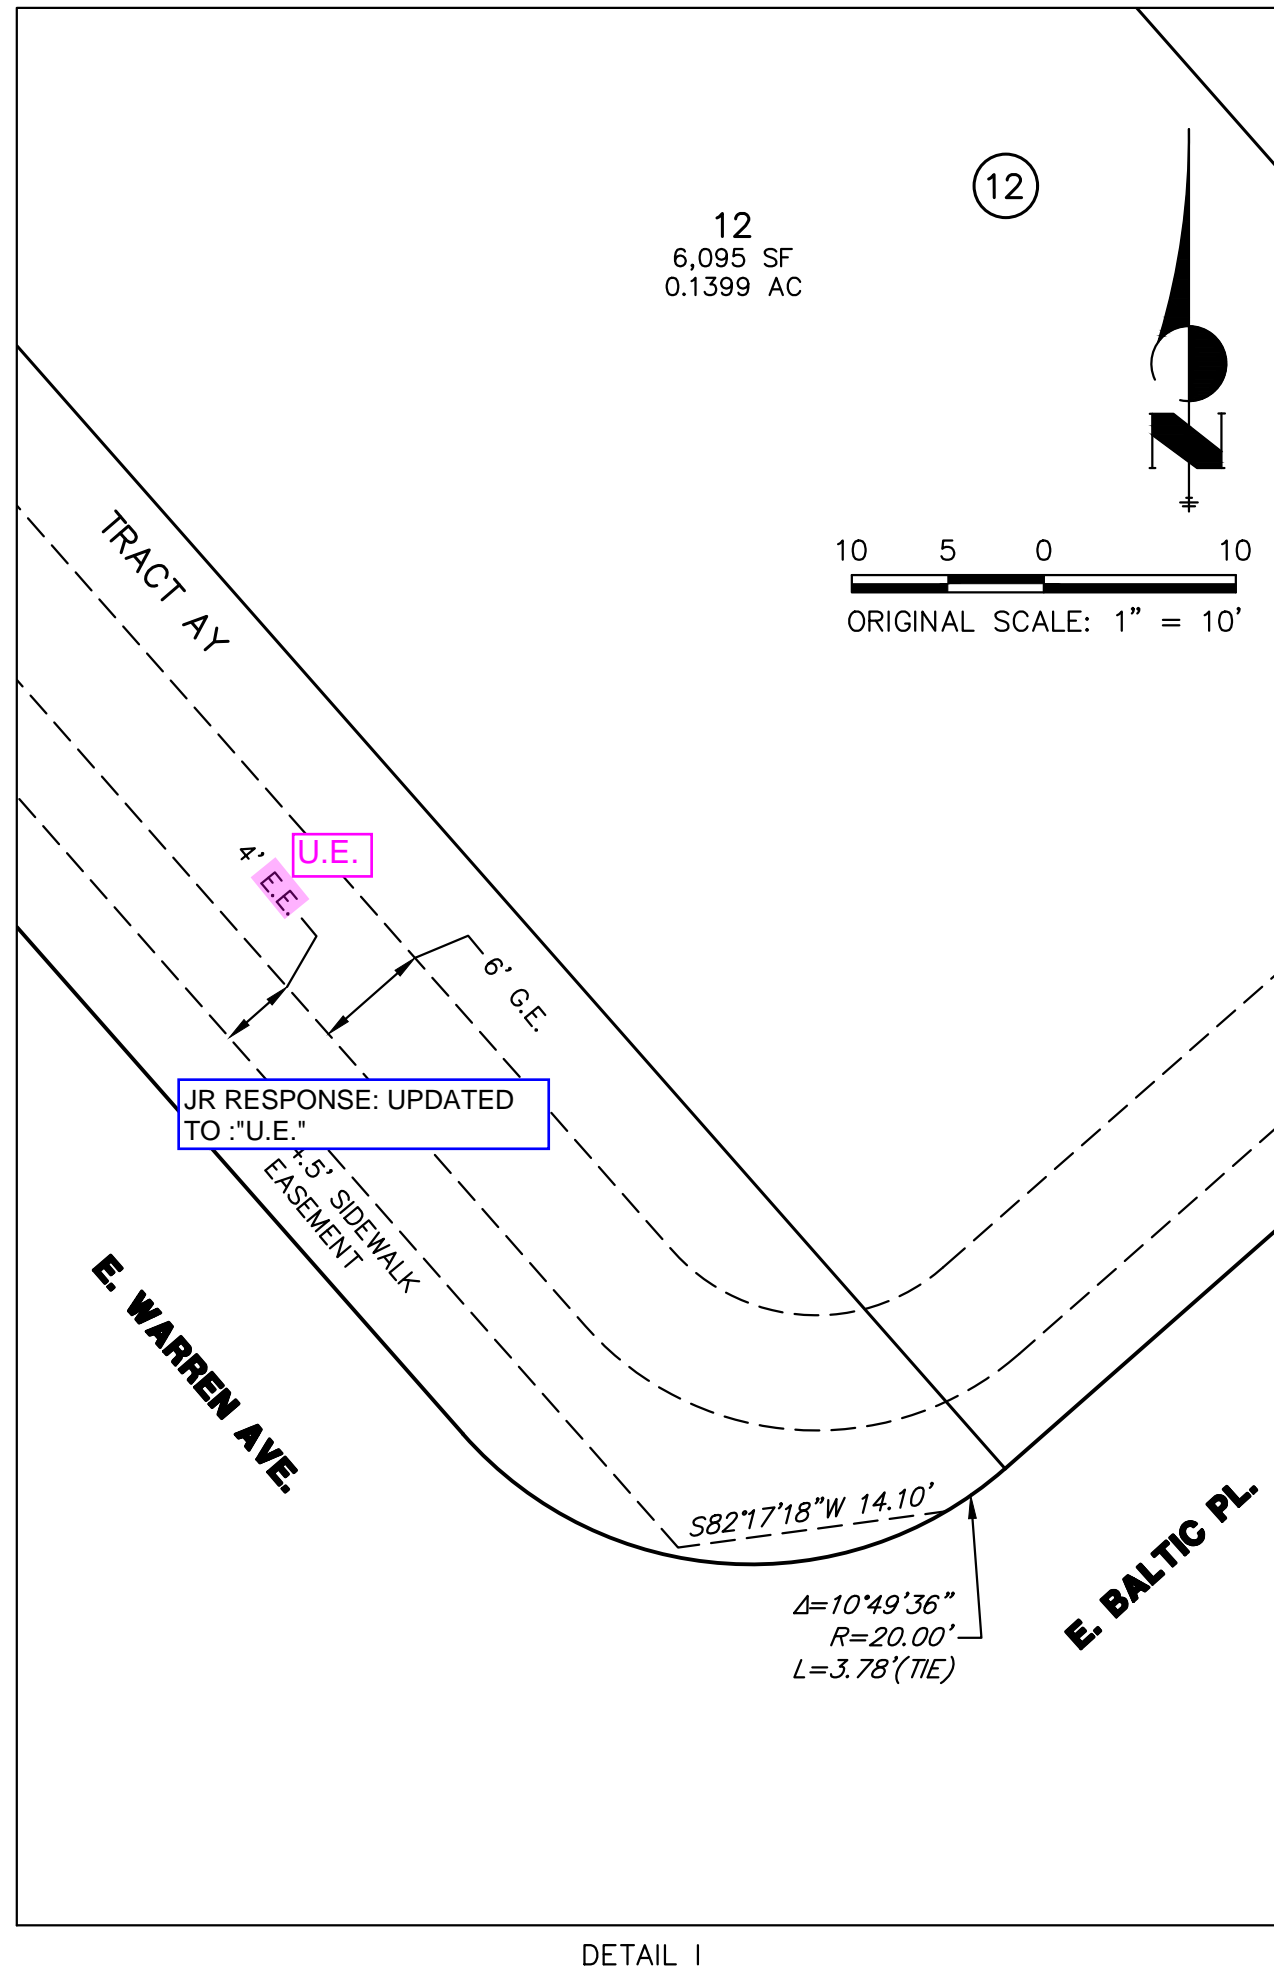 12
12
6,095 SF
0.1399 AC
N
TRACT AY
10 5 0 10
ORIGINAL SCALE: 1" = 10'
U.E.
4' E.E.
6' G.E.
JR RESPONSE: UPDATED
TO :"U.E."
4.5' SIDEWALK
EASEMENT
E. WARREN AVE.
S82°17'18"W 14.10'
E. BALTIC PL.
Δ=10°49'36"
R=20.00'
L=3.78'(TIE)
DETAIL I